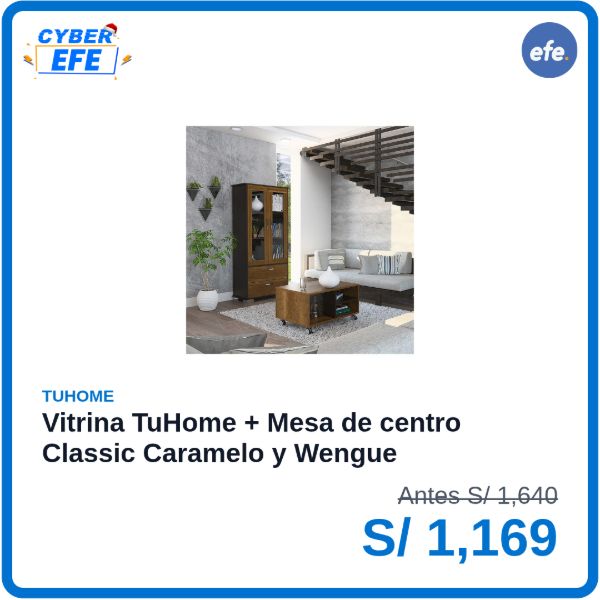 CYBER
EFE
efe.
TUHOME
Vitrina TuHome + Mesa de centro
Classic Caramelo y Wengue
Antes S/ 1,640
S/ 1,169